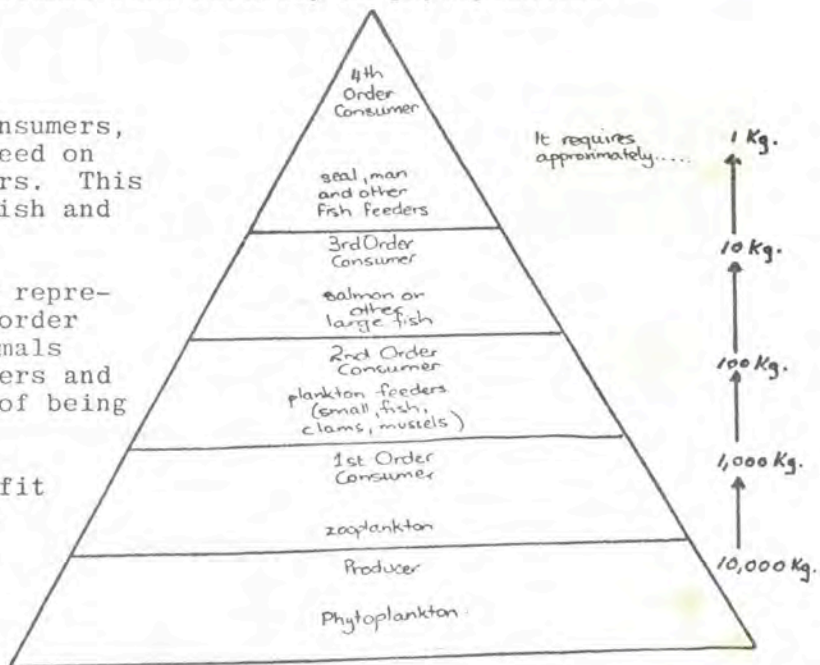 nsumers,
eed on
rs. This
ish and
repre-
order
mals
ers and
of being
fit
4th
Order
Consumer
seal, man
and other
fish feeders
3rd Order
Consumer
salmon or
other
large fish
2nd Order
Consumer
plankton feeders
(small, fish,
clams, mussels)
1st Order
Consumer
zooplankton
Producer
Phytoplankton
It requires
approximately.....
1 Kg.
10 Kg.
100 Kg.
1,000 Kg.
10,000 Kg.